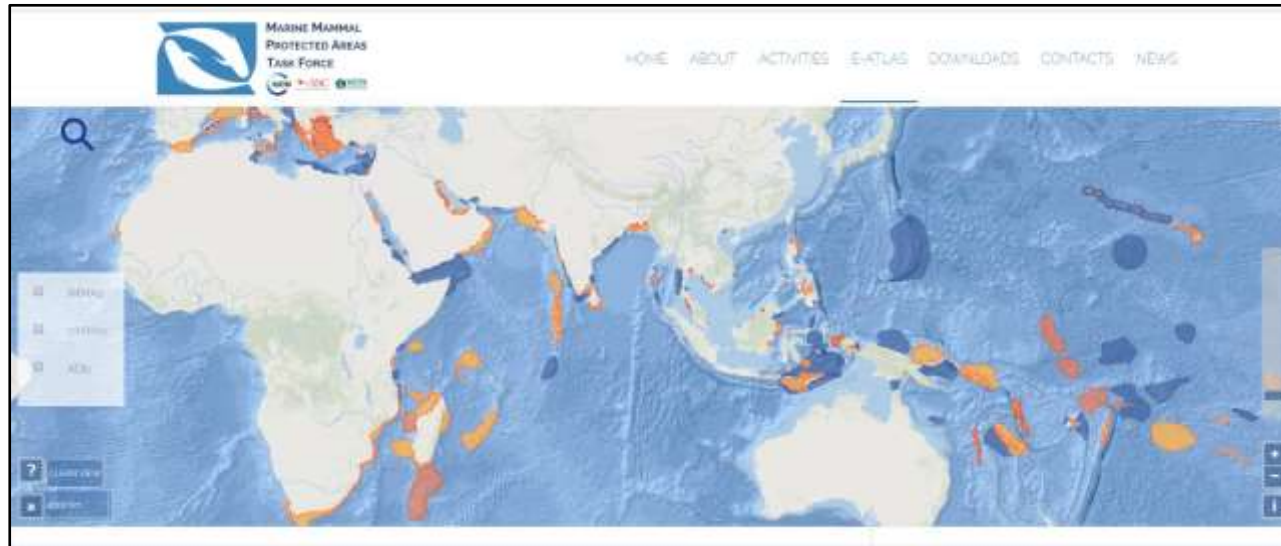 MARINE MAMMAL
PROTECTED AREAS
TASK FORCE
HOME ABOUT ACTIVITIES E-ATLAS DOWNLOADS CONTACTS NEWS
?
+
−